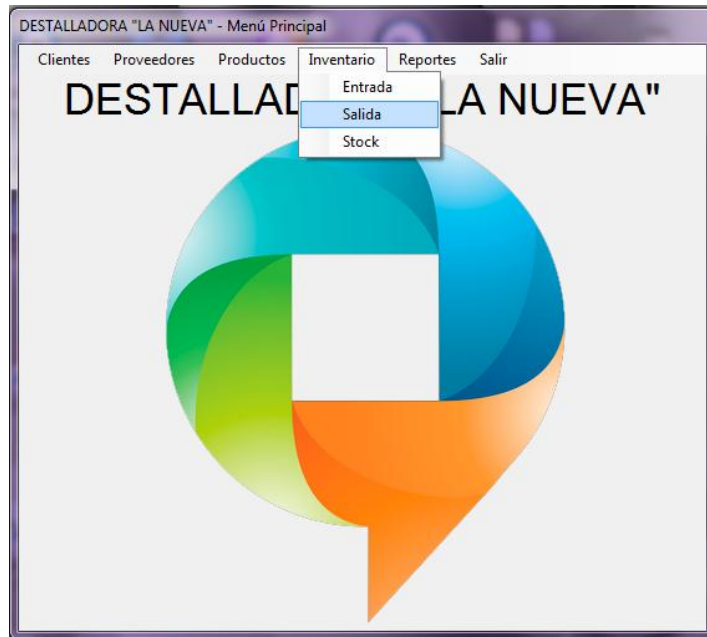 DESTALLADORA "LA NUEVA" - Menú Principal
Clientes Proveedores Productos Inventario Reportes Salir
DESTALLAD LA NUEVA"
Entrada
Salida
Stock